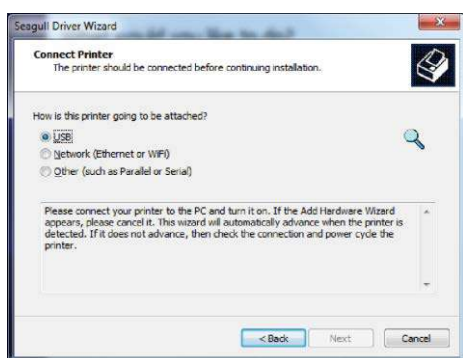 Seagull Driver Wizard
Connect Printer
The printer should be connected before continuing installation.
How is this printer going to be attached?
USB
Network (Ethernet or WiFi)
Other (such as Parallel or Serial)
Please connect your printer to the PC and turn it on. If the Add Hardware Wizard
appears, please cancel it. This wizard will automatically advance when the printer is
detected. If it does not advance, then check the connection and power cycle the
printer.
< Back
Next
Cancel